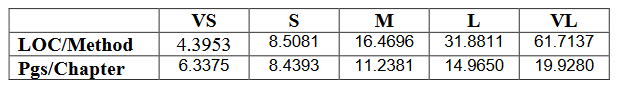 VS S M L VL
LOC/Method 4.3953 8.5081 16.4696 31.8811 61.7137
Pgs/Chapter 6.3375 8.4393 11.2381 14.9650 19.9280